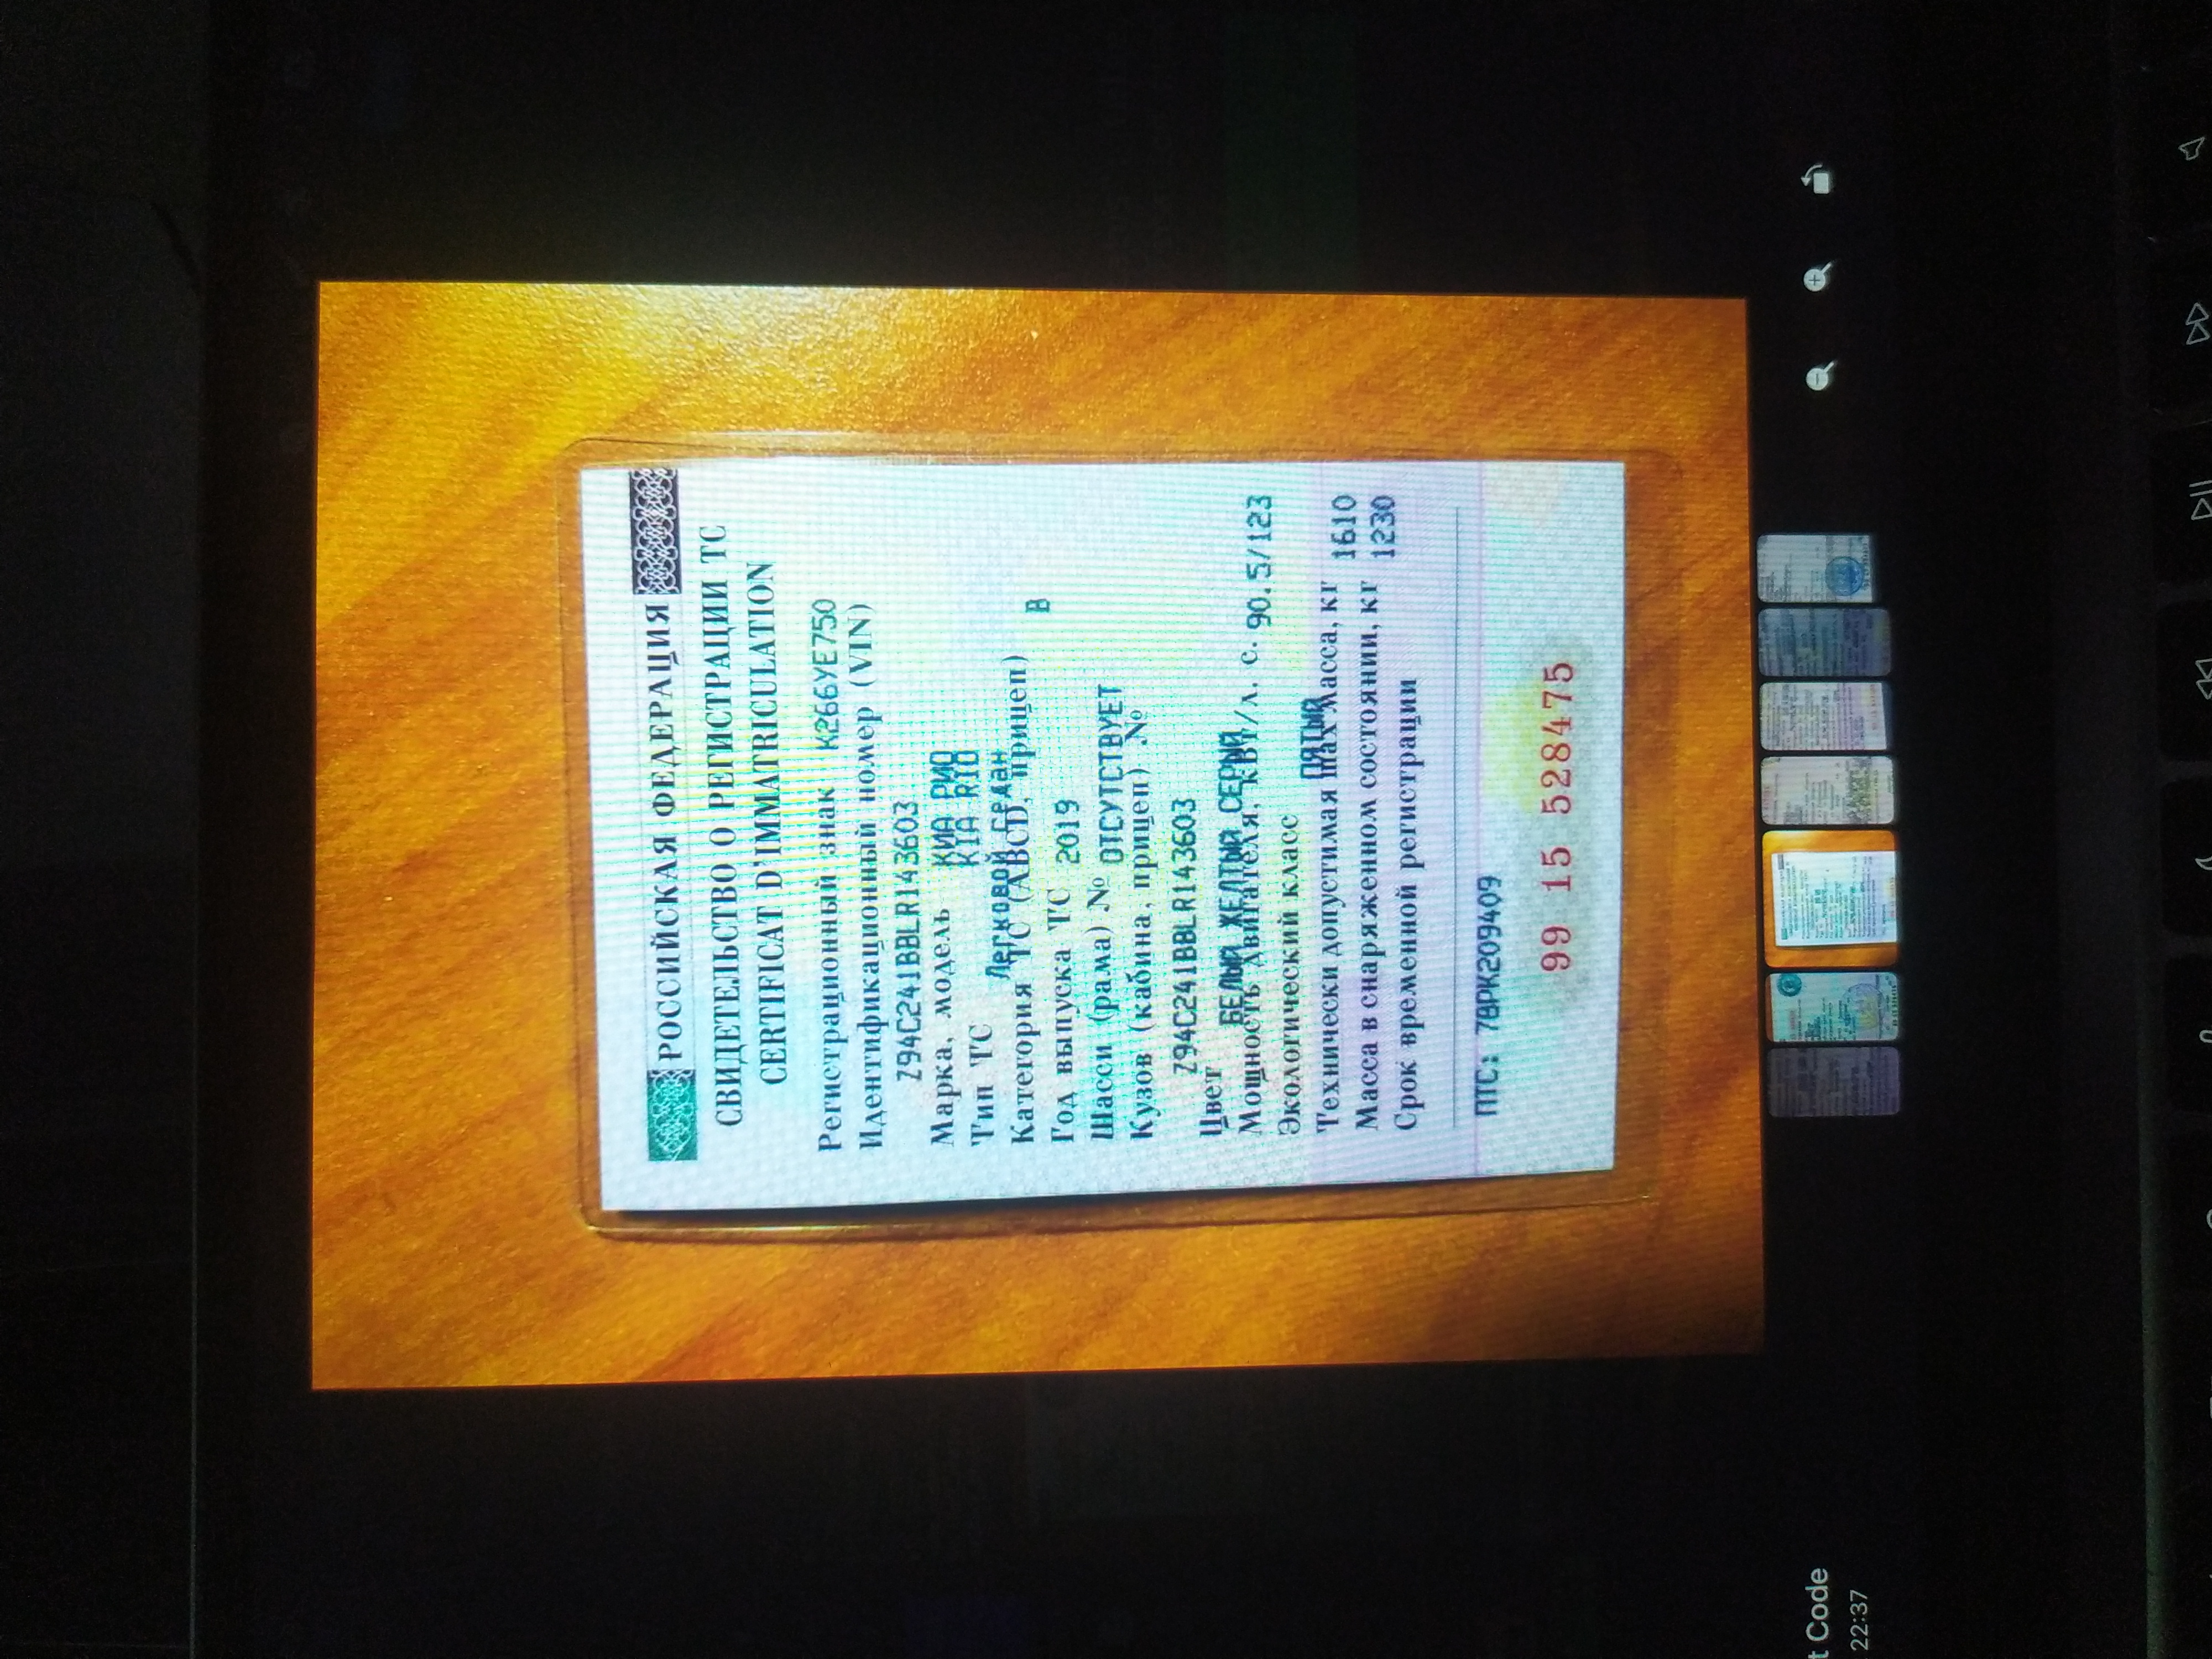 РОССИЙСКАЯ ФЕДЕРАЦИЯ
СВИДЕТЕЛЬСТВО О РЕГИСТРАЦИИ ТС
CERTIFICAT D'IMMATRICULATION
Регистрационный знак К266УЕ750
Идентификационный номер (VIN)
Z94C241BBLR143603
Марка, модель КИА РИО
KIA RIO
Тип ТС
Легковой седан
Категория ТС (ABCD, прицеп) B
Год выпуска ТС 2019
Шасси (рама) № ОТСУТСТВУЕТ
Кузов (кабина, прицеп) №
Z94C241BBLR143603
Цвет
БЕЛЫЙ ЖЕЛТЫЙ СЕРЫЙ
Мощность двигателя, кВт/л. с. 90.5/123
Экологический класс
ПЯТЫЙ
Технически допустимая max масса, кг 1610
Масса в снаряженном состоянии, кг 1230
Срок временной регистрации
ПТС: 78РК209409
99 15 528475
t Code
22:37